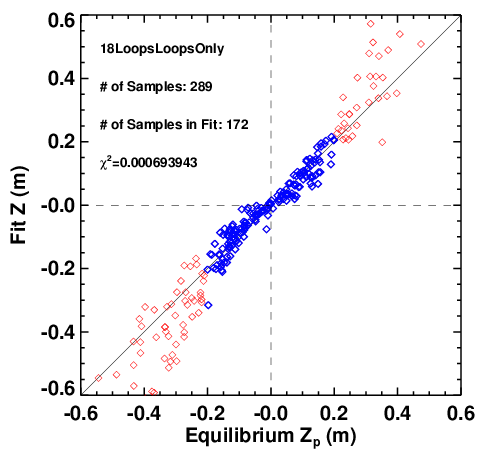 18LoopsLoopsOnly
# of Samples: 289
# of Samples in Fit: 172
χ²=0.000693943
0.6
0.4
0.2
-0.0
-0.2
-0.4
-0.6
Fit Z (m)
-0.6 -0.4 -0.2 -0.0 0.2 0.4 0.6
Equilibrium Zₚ (m)